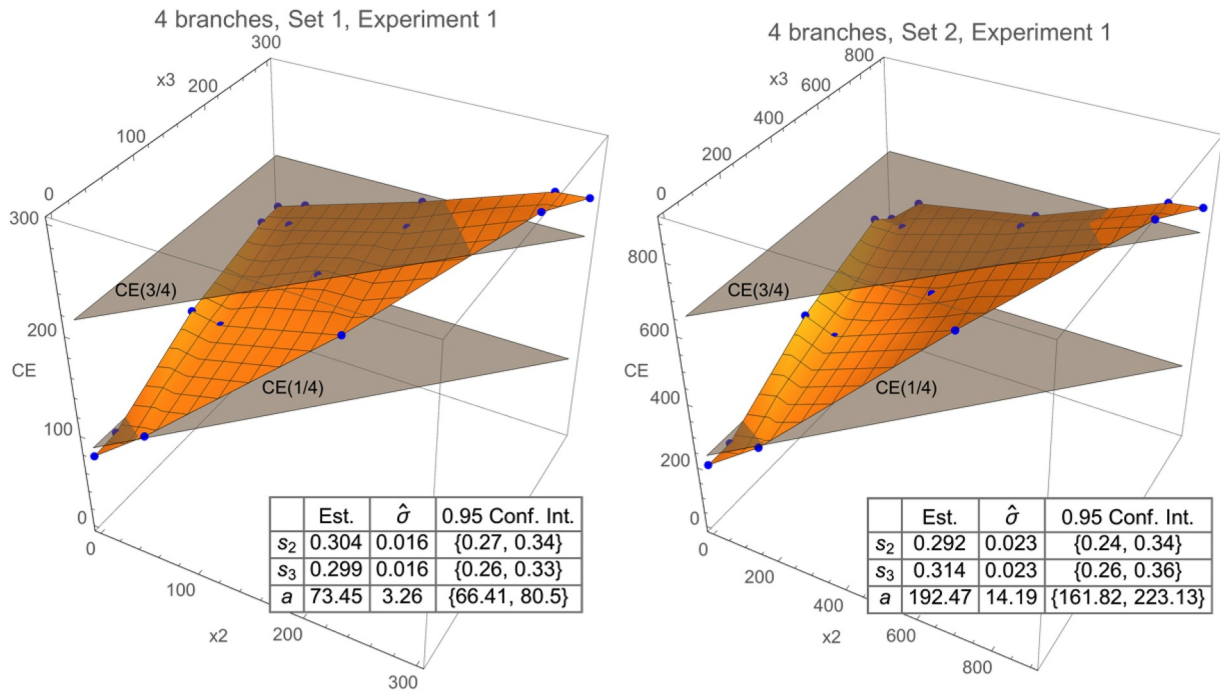 4 branches, Set 1, Experiment 1
300
x3
200
100
0
300
CE(3/4)
200
CE
CE(1/4)
100
0
0
100
x2
200
300
Est. σ̂ 0.95 Conf. Int.
s₂ 0.304 0.016 {0.27, 0.34}
s₃ 0.299 0.016 {0.26, 0.33}
a 73.45 3.26 {66.41, 80.5}
4 branches, Set 2, Experiment 1
800
x3
600
400
200
0
800
CE(3/4)
600
CE
400
CE(1/4)
200
0
0
200
400
x2
600
800
Est. σ̂ 0.95 Conf. Int.
s₂ 0.292 0.023 {0.24, 0.34}
s₃ 0.314 0.023 {0.26, 0.36}
a 192.47 14.19 {161.82, 223.13}